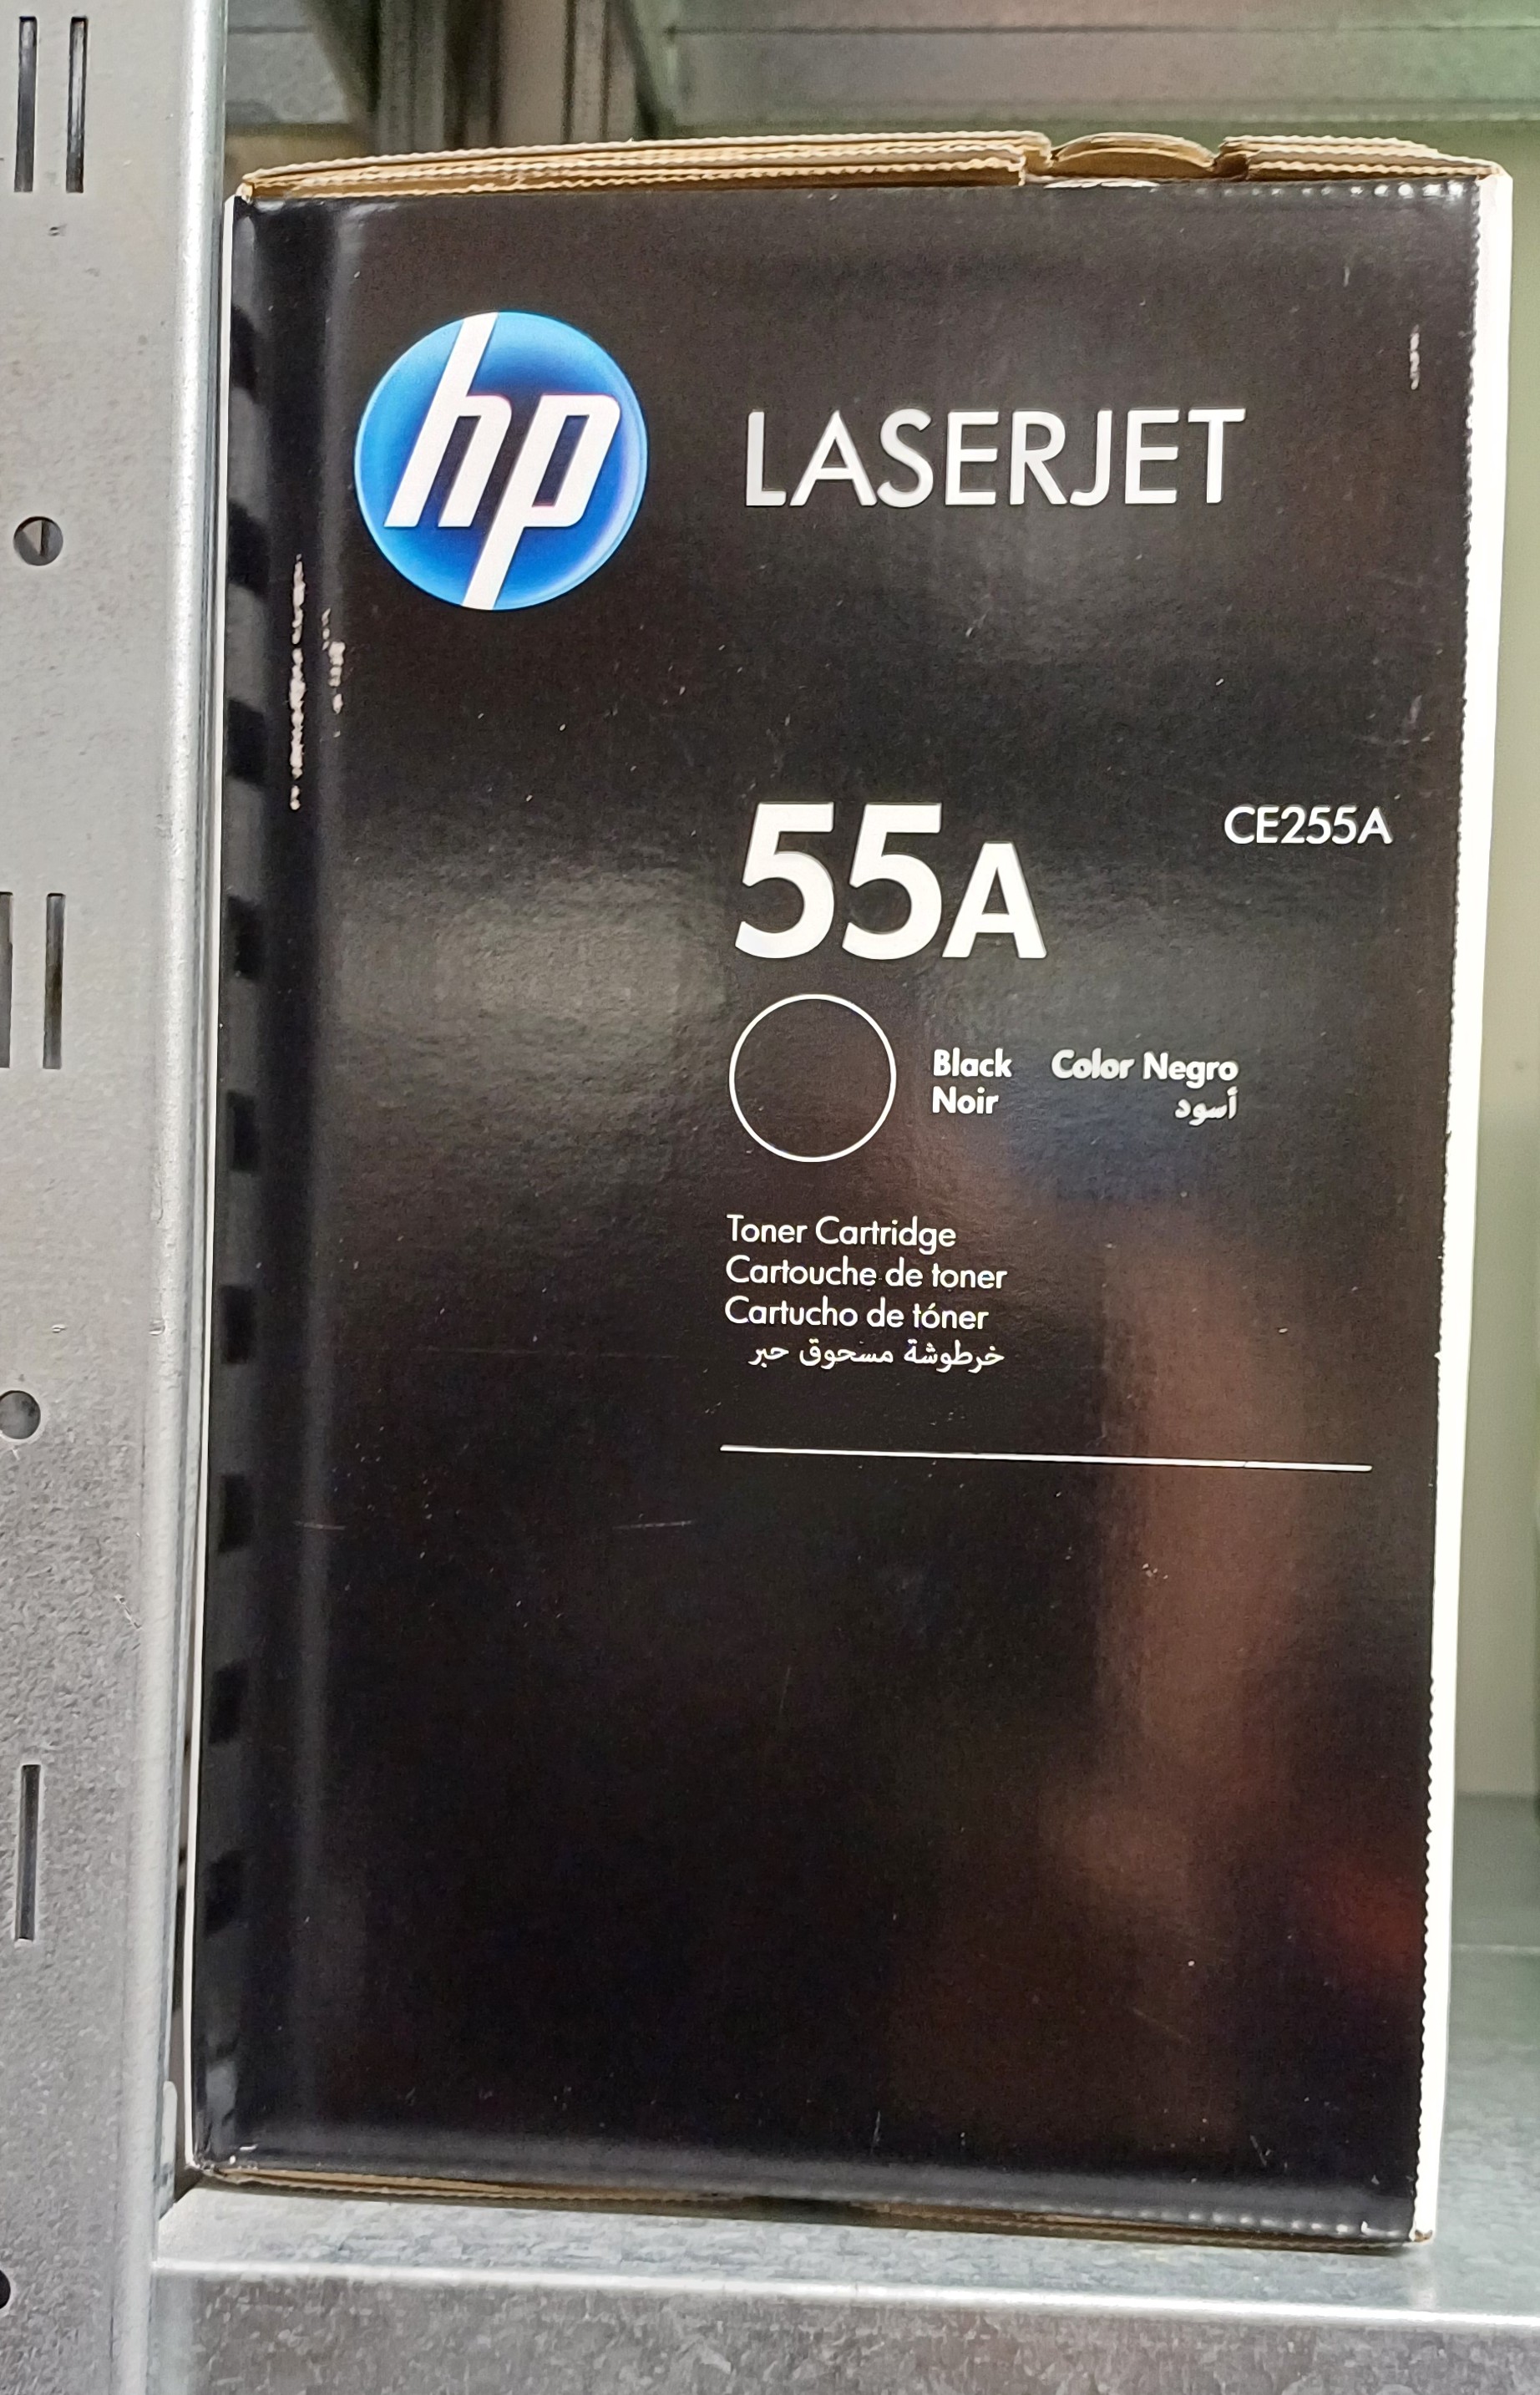 hp
LASERJET
55A
CE255A
Black Color Negro
Noir أسود
Toner Cartridge
Cartouche de toner
Cartucho de tóner
خرطوشة مسحوق حبر